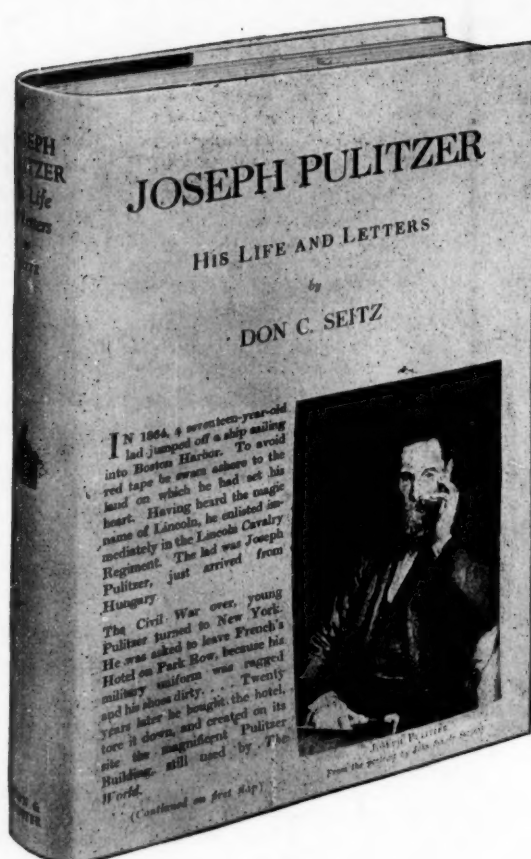 JOSEPH PULITZER
HIS LIFE AND LETTERS
by
DON C. SEITZ
IN 1864, a seventeen-year-old
lad jumped off a ship sailing
into Boston Harbor. To avoid
red tape he swam ashore to the
land on which he had set his
heart. Having heard the magic
name of Lincoln, he enlisted im-
mediately in the Lincoln Cavalry
Regiment. The lad was Joseph
Pulitzer, just arrived from
Hungary.
The Civil War over, young
Pulitzer turned to New York.
He was asked to leave French's
Hotel on Park Row, because his
military uniform was ragged
and his shoes dirty. . . . Twenty
years later he bought the hotel,
tore it down, and created on its
site the magnificent Pulitzer
Building, still used by The
World.
(Continued on first flap)
JOSEPH PULITZER
From the portrait by John
Life